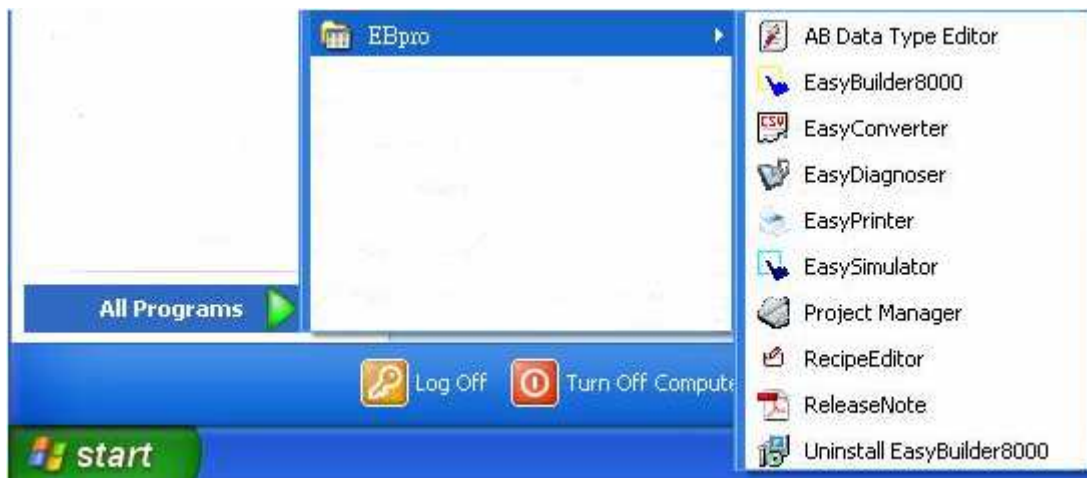 EBpro
AB Data Type Editor
EasyBuilder8000
CSV
EasyConverter
EasyDiagnoser
EasyPrinter
EasySimulator
Project Manager
RecipeEditor
ReleaseNote
Uninstall EasyBuilder8000
All Programs
Log Off
Turn Off Compute
start